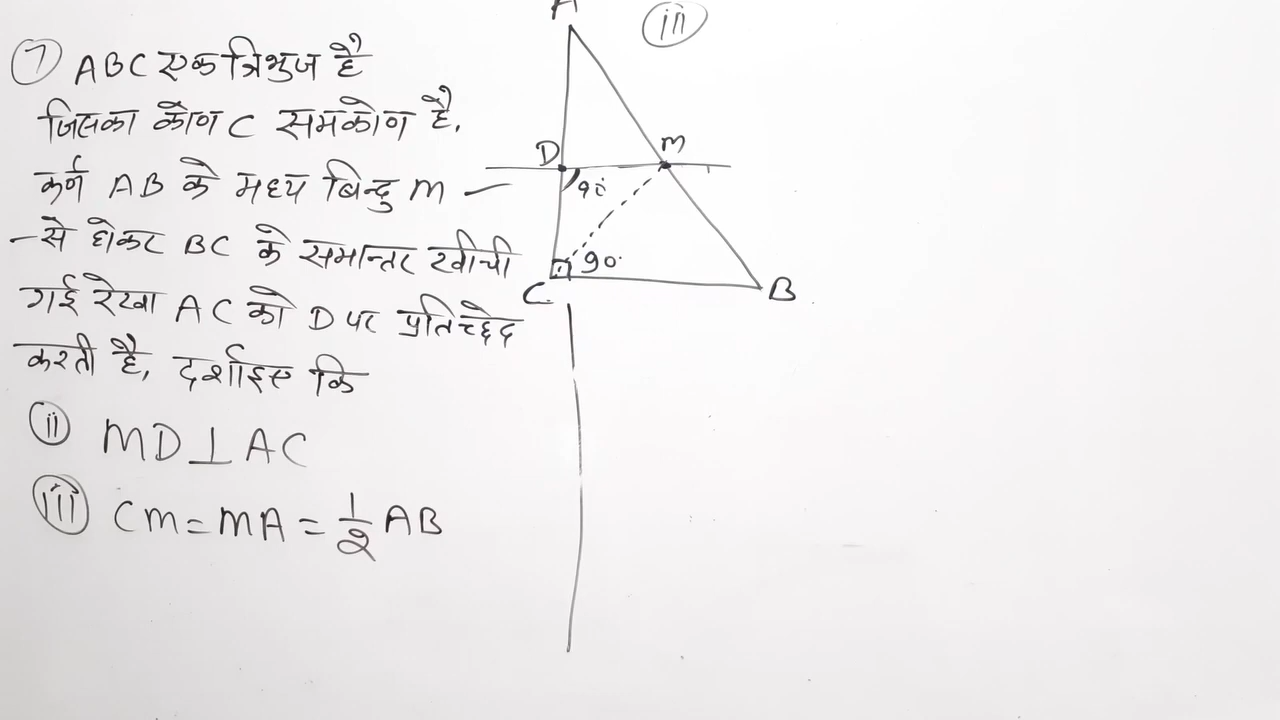 7 ABC एक त्रिभुज है
जिसका कोण C समकोण है,
कर्ण AB के मध्य बिन्दु M —
—से होकर BC के समान्तर खींची
गई रेखा AC को D पर प्रतिच्छेद
करती है, दर्शाइए कि
ii MD⊥AC
iii CM=MA=1/2 AB
A
iii
D
M
90°
90°
C
B